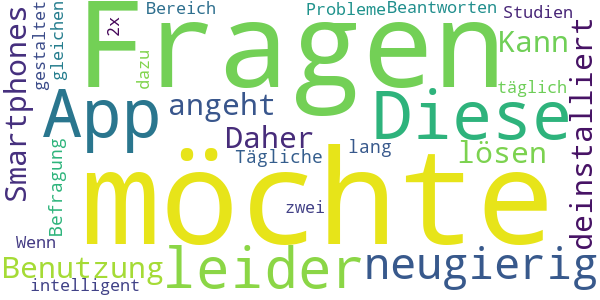 Fragen
möchte
App
Diese
leider
neugierig
Smartphones
gestaltet
gleichen
2x
dazu
Bereich
Probleme
Beantworten
Studien
Kann
täglich
deinstalliert
angeht
Daher
Tägliche
lang
lösen
Befragung
zwei
Wenn
Benutzung
intelligent